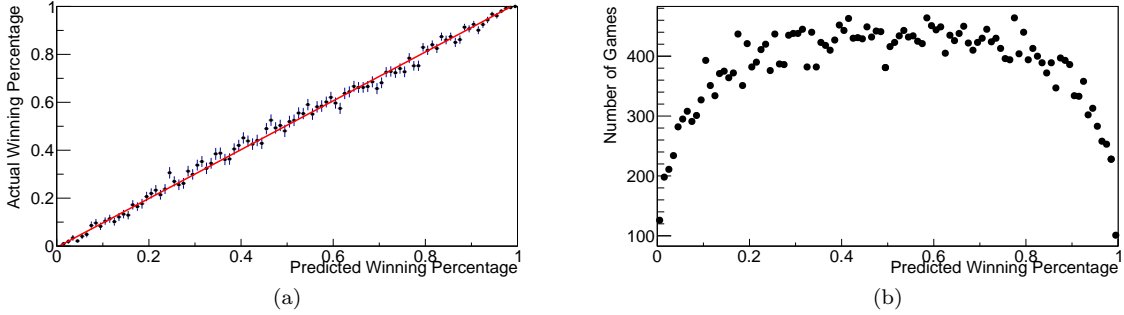 Actual Winning Percentage
1
0.8
0.6
0.4
0.2
0
0 0.2 0.4 0.6 0.8 1
Predicted Winning Percentage
(a)
Number of Games
400
300
200
100
0 0.2 0.4 0.6 0.8 1
Predicted Winning Percentage
(b)